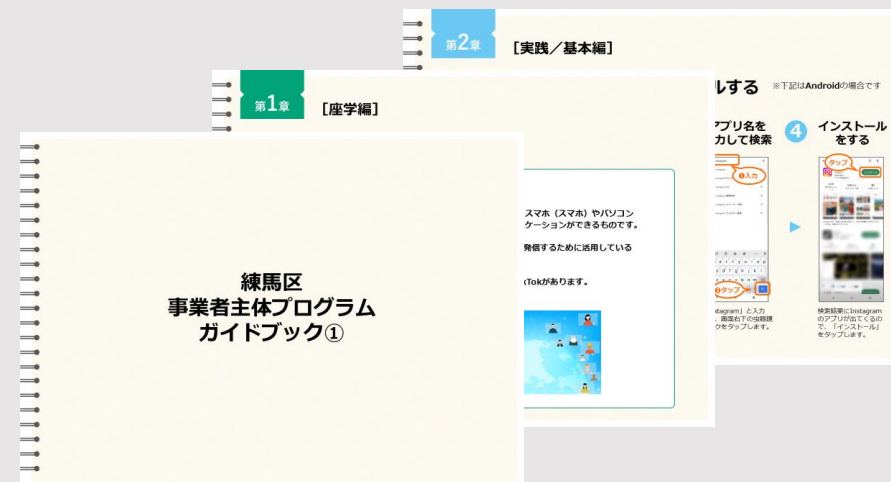 第2章
[実践／基本編]
ルする ※下記はAndroidの場合です
アプリ名を
力して検索
4
インストール
をする
❶入力
タップ
❷タップ
stagram」と入力
、画面右下の虫眼鏡
クをタップします。
検索結果にInstagram
のアプリが出てくるの
で、「インストール」
をタップします。
第1章
[座学編]
スマホ（スマホ）やパソコン
ケーションができるものです。
発信するために活用している
kTokがあります。
練馬区
事業者主体プログラム
ガイドブック①